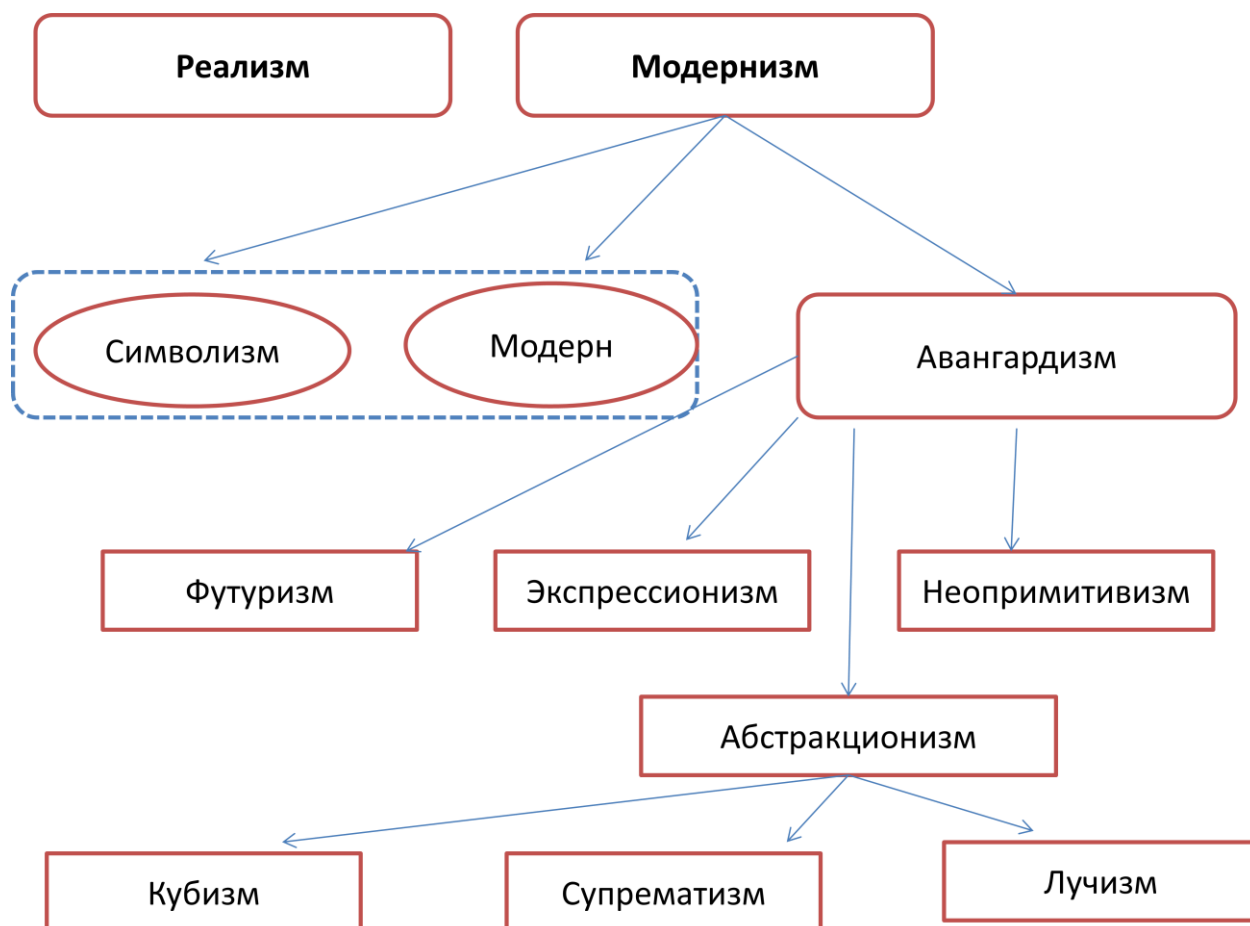 Реализм
Модернизм
Символизм
Модерн
Авангардизм
Футуризм
Экспрессионизм
Неопримитивизм
Абстракционизм
Кубизм
Супрематизм
Лучизм